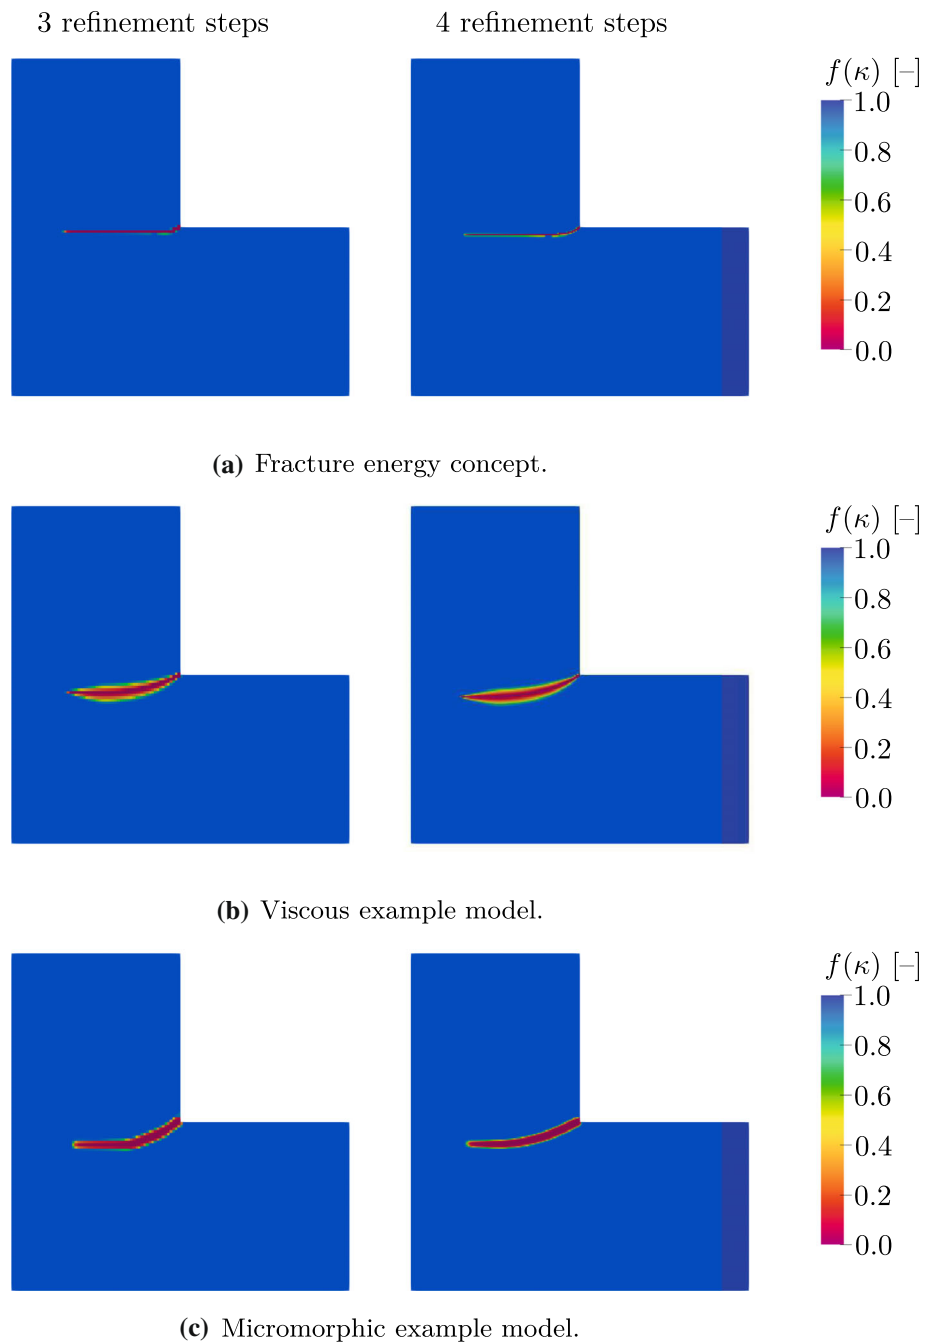 3 refinement steps 4 refinement steps
f(κ) [–]
1.0
0.8
0.6
0.4
0.2
0.0
(a) Fracture energy concept.
f(κ) [–]
1.0
0.8
0.6
0.4
0.2
0.0
(b) Viscous example model.
f(κ) [–]
1.0
0.8
0.6
0.4
0.2
0.0
(c) Micromorphic example model.